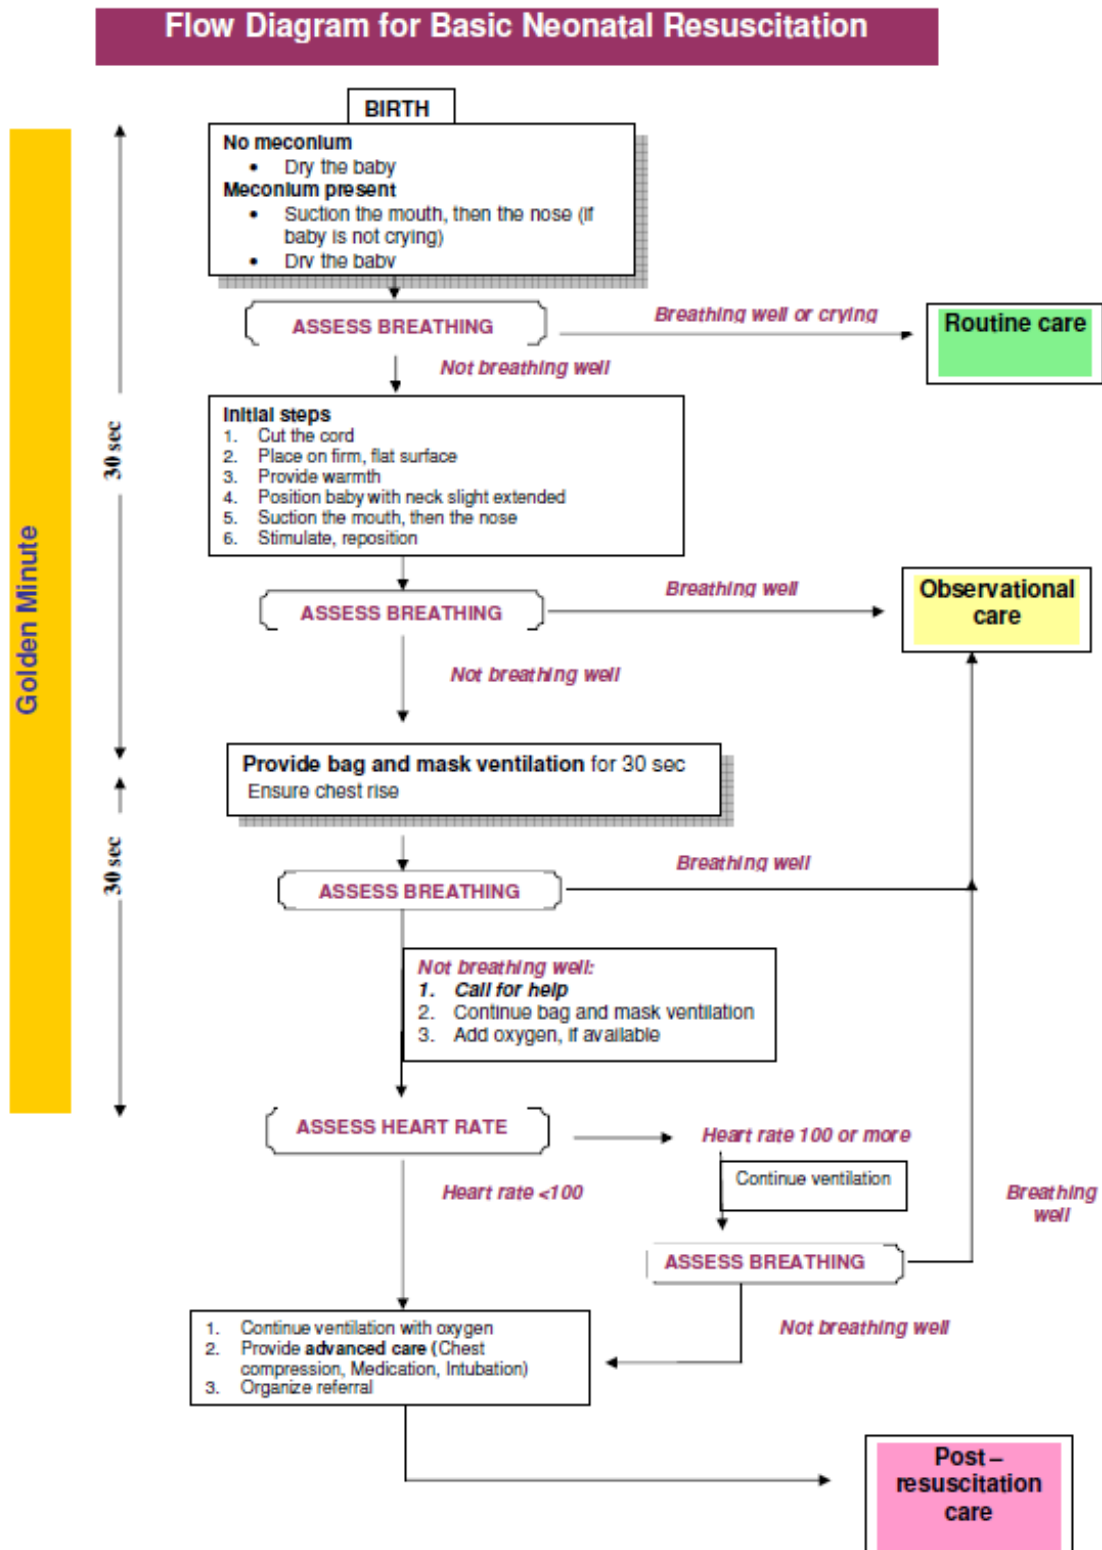 Flow Diagram for Basic Neonatal Resuscitation
BIRTH
No meconium
• Dry the baby
Meconium present
• Suction the mouth, then the nose (if
baby is not crying)
• Dry the baby
ASSESS BREATHING
Breathing well or crying
Routine care
Not breathing well
Initial steps
1. Cut the cord
2. Place on firm, flat surface
3. Provide warmth
4. Position baby with neck slight extended
5. Suction the mouth, then the nose
6. Stimulate, reposition
30 sec
Golden Minute
ASSESS BREATHING
Breathing well
Observational
care
Not breathing well
Provide bag and mask ventilation for 30 sec
Ensure chest rise
30 sec
ASSESS BREATHING
Breathing well
Not breathing well:
1. Call for help
2. Continue bag and mask ventilation
3. Add oxygen, if available
ASSESS HEART RATE
Heart rate 100 or more
Continue ventilation
Heart rate <100
Breathing
well
ASSESS BREATHING
Not breathing well
1. Continue ventilation with oxygen
2. Provide advanced care (Chest
compression, Medication, Intubation)
3. Organize referral
Post –
resuscitation
care